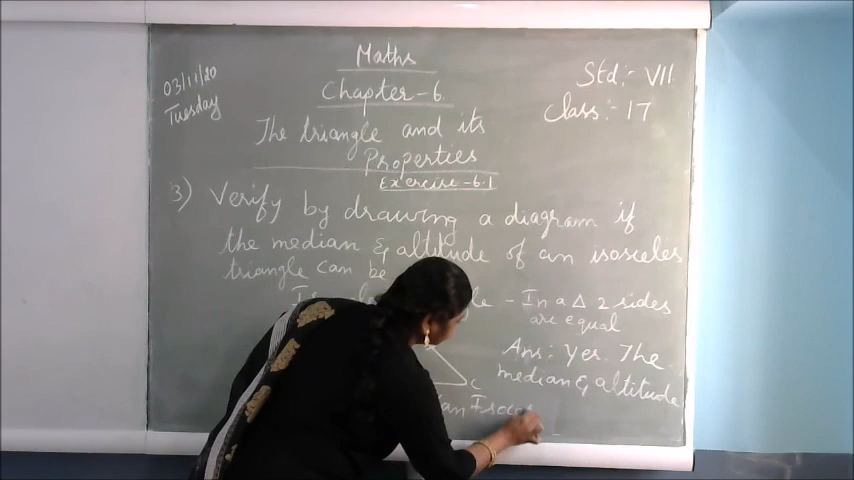 03/11/20
Tuesday
Maths
Chapter-6
Std:- VII
Class:- 17
The triangle and its
Properties
Exercise-6.1
3) Verify by drawing a diagram if
the median & altitude of an isosceles
triangle can be
- In a Δ 2 sides
are equal
Ans: Yes. The
median & altitude
C
an Isoc